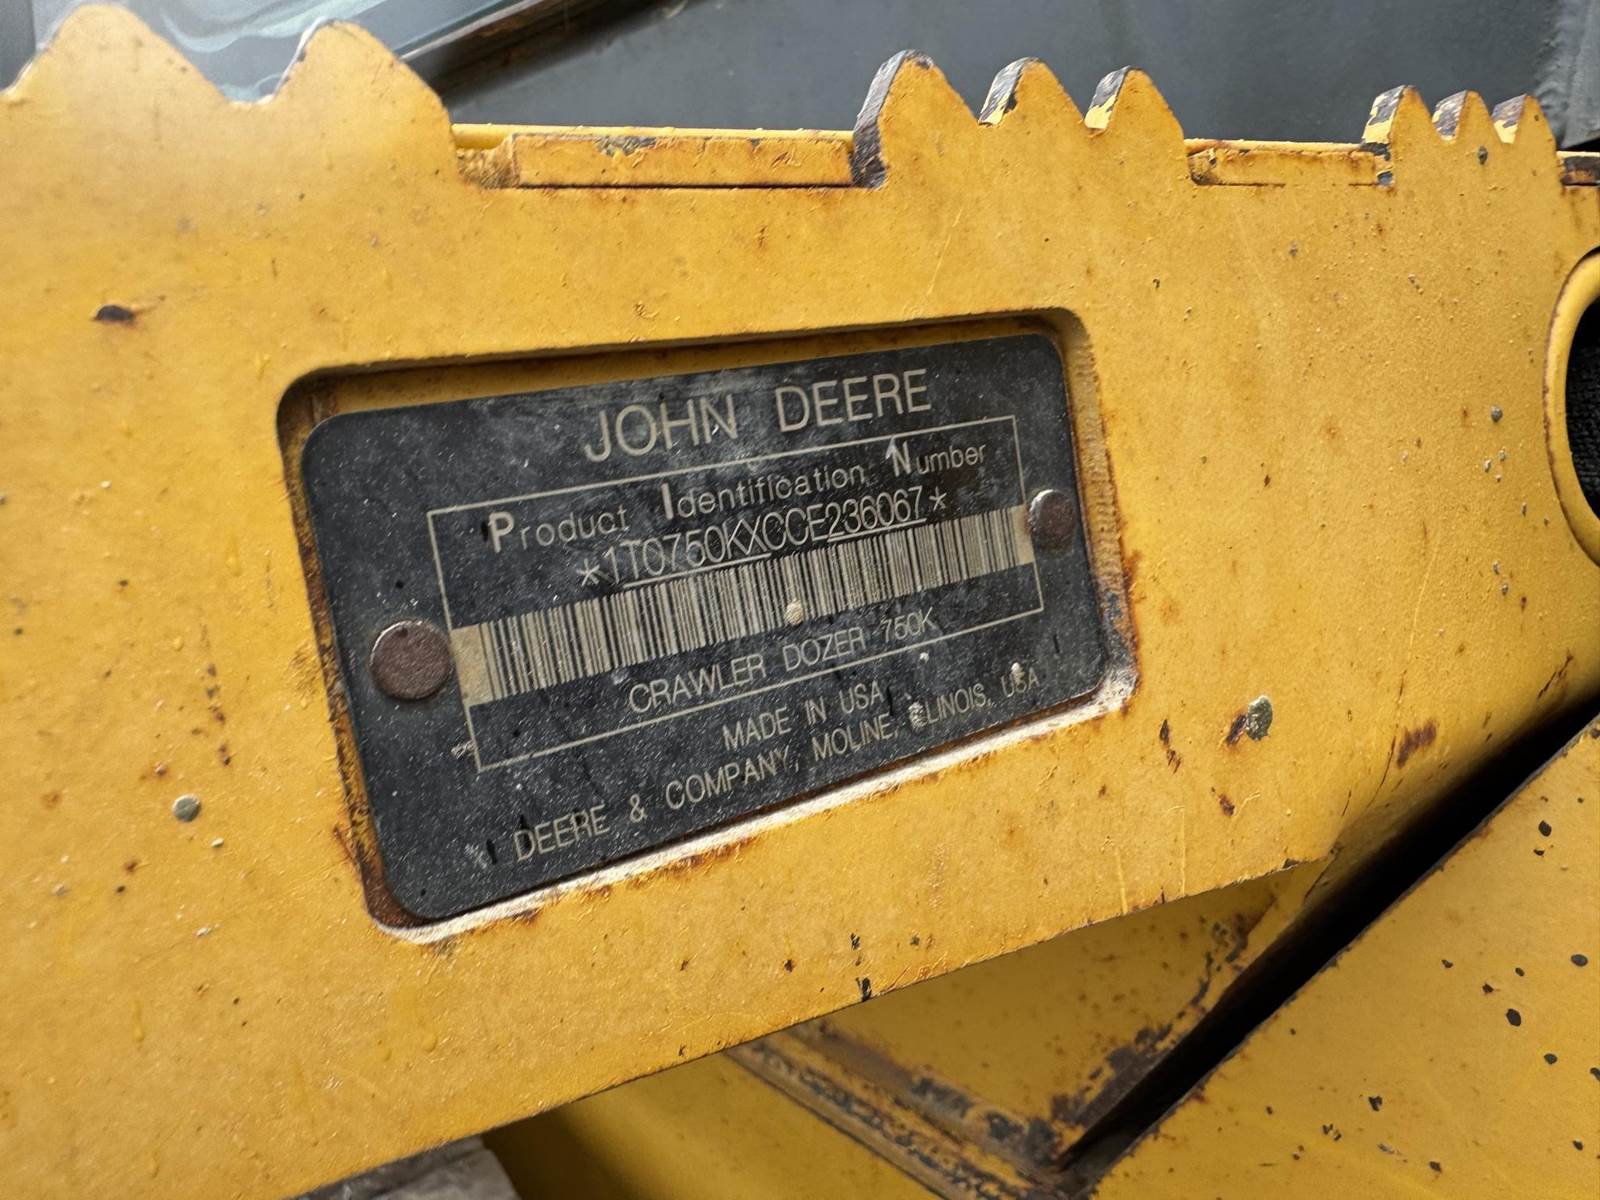 JOHN DEERE
Product Identification Number
*1T0750KXCCE236067*
CRAWLER DOZER 750K
MADE IN USA
DEERE & COMPANY, MOLINE, ILLINOIS, USA